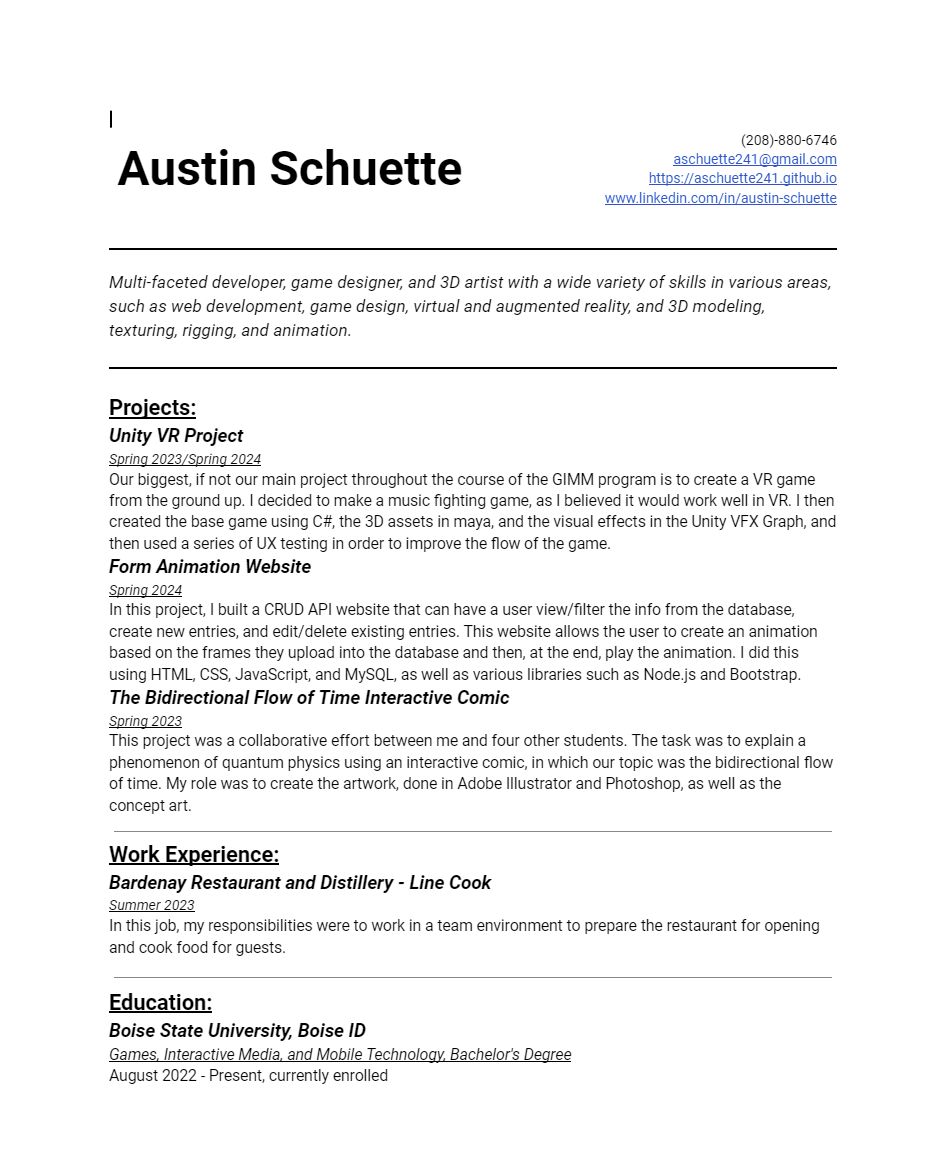 Austin Schuette
(208)-880-6746
aschuette241@gmail.com
https://aschuette241.github.io
www.linkedin.com/in/austin-schuette
Multi-faceted developer, game designer, and 3D artist with a wide variety of skills in various areas,
such as web development, game design, virtual and augmented reality, and 3D modeling,
texturing, rigging, and animation.
Projects:
Unity VR Project
Spring 2023/Spring 2024
Our biggest, if not our main project throughout the course of the GIMM program is to create a VR game
from the ground up. I decided to make a music fighting game, as I believed it would work well in VR. I then
created the base game using C#, the 3D assets in maya, and the visual effects in the Unity VFX Graph, and
then used a series of UX testing in order to improve the flow of the game.
Form Animation Website
Spring 2024
In this project, I built a CRUD API website that can have a user view/filter the info from the database,
create new entries, and edit/delete existing entries. This website allows the user to create an animation
based on the frames they upload into the database and then, at the end, play the animation. I did this
using HTML, CSS, JavaScript, and MySQL, as well as various libraries such as Node.js and Bootstrap.
The Bidirectional Flow of Time Interactive Comic
Spring 2023
This project was a collaborative effort between me and four other students. The task was to explain a
phenomenon of quantum physics using an interactive comic, in which our topic was the bidirectional flow
of time. My role was to create the artwork, done in Adobe Illustrator and Photoshop, as well as the
concept art.
Work Experience:
Bardenay Restaurant and Distillery - Line Cook
Summer 2023
In this job, my responsibilities were to work in a team environment to prepare the restaurant for opening
and cook food for guests.
Education:
Boise State University, Boise ID
Games, Interactive Media, and Mobile Technology, Bachelor's Degree
August 2022 - Present, currently enrolled